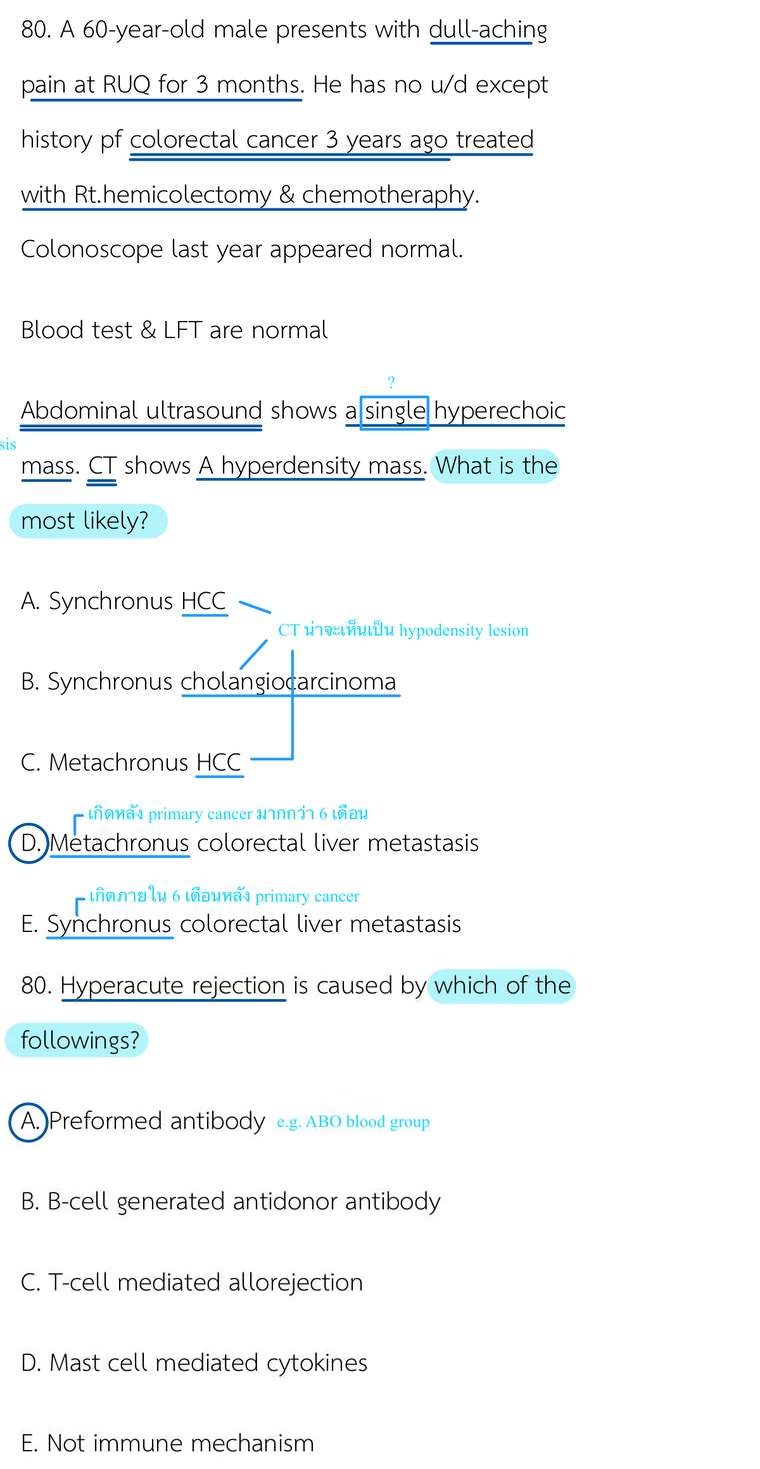 80. A 60-year-old male presents with dull-aching
pain at RUQ for 3 months. He has no u/d except
history pf colorectal cancer 3 years ago treated
with Rt.hemicolectomy & chemotheraphy.
Colonoscope last year appeared normal.
Blood test & LFT are normal
?
Abdominal ultrasound shows a single hyperechoic
sis
mass. CT shows A hyperdensity mass. What is the
most likely?
A. Synchronus HCC
CT น่าจะเห็นเป็น hypodensity lesion
B. Synchronus cholangiocarcinoma
C. Metachronus HCC
เกิดหลัง primary cancer มากกว่า 6 เดือน
D. Metachronus colorectal liver metastasis
เกิดภายใน 6 เดือนหลัง primary cancer
E. Synchronus colorectal liver metastasis
80. Hyperacute rejection is caused by which of the
followings?
A. Preformed antibody e.g. ABO blood group
B. B-cell generated antidonor antibody
C. T-cell mediated allorejection
D. Mast cell mediated cytokines
E. Not immune mechanism